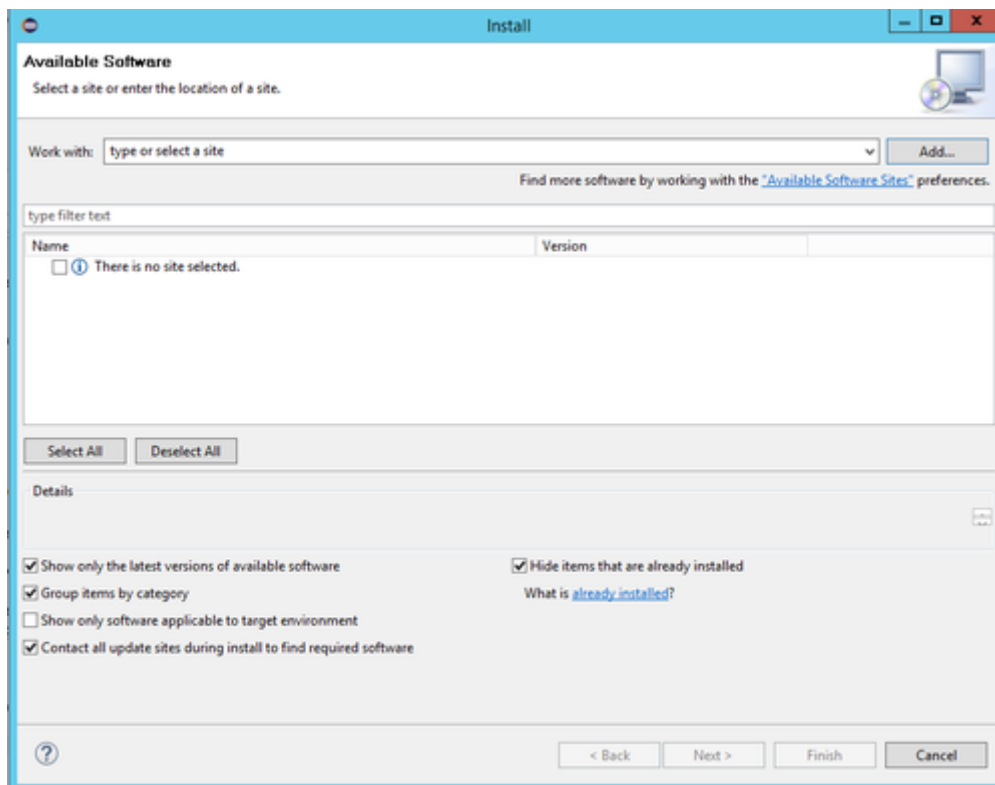 Install
Available Software
Select a site or enter the location of a site.
Work with: type or select a site Add...
Find more software by working with the "Available Software Sites" preferences.
type filter text
Name Version
There is no site selected.
Select All Deselect All
Details
Show only the latest versions of available software Hide items that are already installed
Group items by category What is already installed?
Show only software applicable to target environment
Contact all update sites during install to find required software
? < Back Next > Finish Cancel